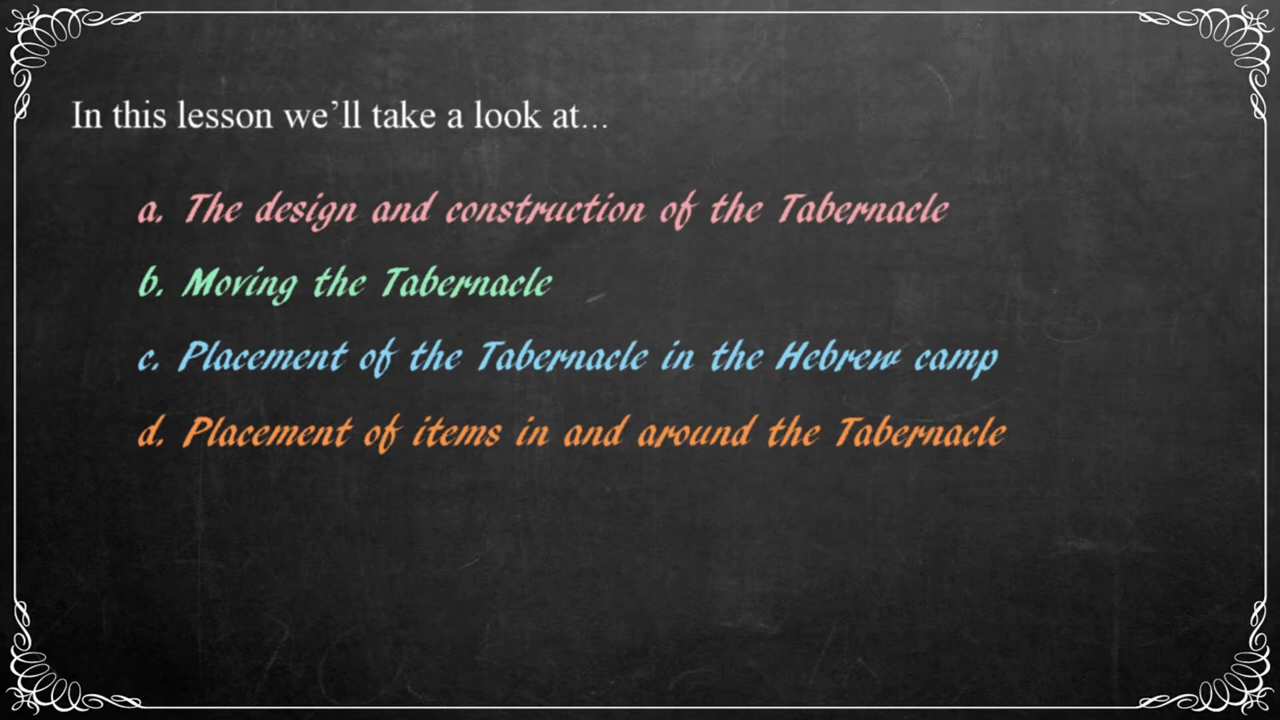 In this lesson we’ll take a look at...
a. The design and construction of the Tabernacle
b. Moving the Tabernacle
c. Placement of the Tabernacle in the Hebrew camp
d. Placement of items in and around the Tabernacle